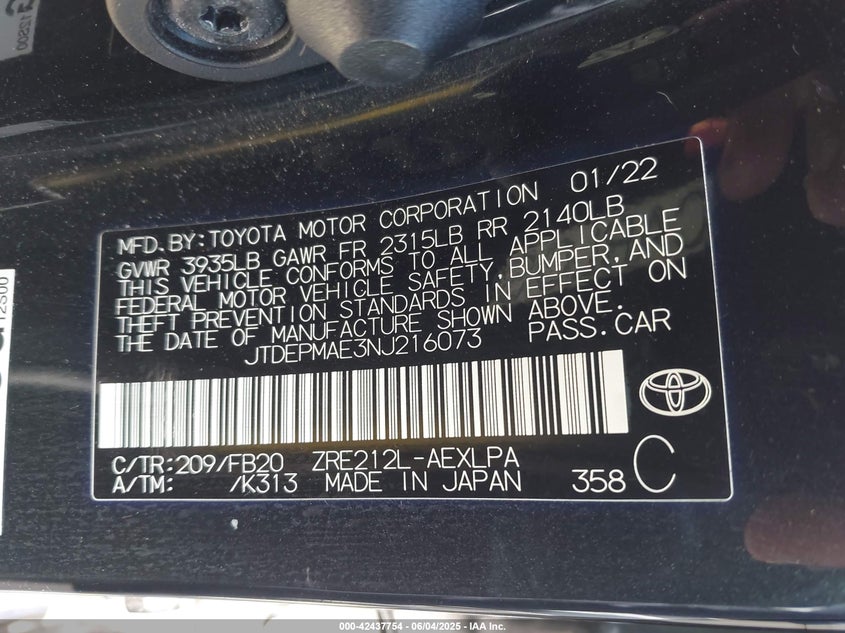 12S00
12S00
MFD.BY:TOYOTA MOTOR CORPORATION 01/22
GVWR 3935LB GAWR FR 2315LB RR 2140LB
THIS VEHICLE CONFORMS TO ALL APPLICABLE
FEDERAL MOTOR VEHICLE SAFETY,BUMPER,AND
THEFT PREVENTION STANDARDS IN EFFECT ON
THE DATE OF MANUFACTURE SHOWN ABOVE.
JTDEPMAE3NJ216073 PASS.CAR
C/TR:209/FB20 ZRE212L-AEXLPA
A/TM: /K313 MADE IN JAPAN 358 C
000-42437754 - 06/04/2025 - IAA Inc.